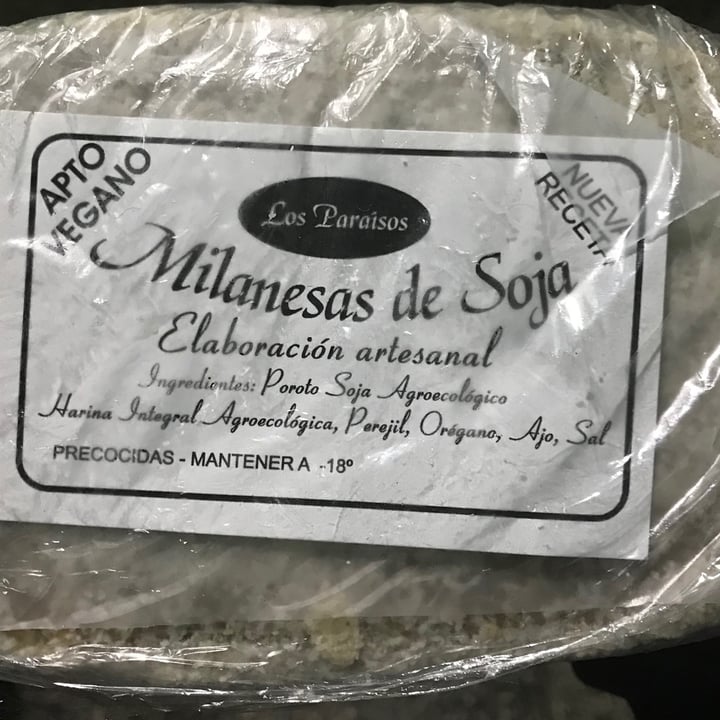 APTO
VEGANO
Los Paraísos
NUEVA
RECETA
Milanesas de Soja
Elaboración artesanal
Ingredientes: Poroto Soja Agroecológico
Harina Integral Agroecológica, Perejil, Orégano, Ajo, Sal
PRECOCIDAS - MANTENER A -18º